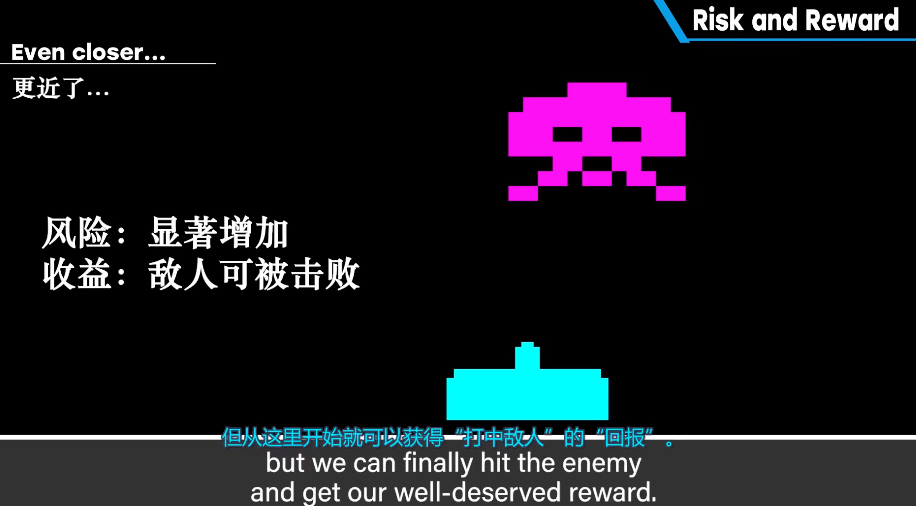 Risk and Reward
Even closer...
更近了...
风险：显著增加
收益：敌人可被击败
但从这里开始就可以获得“打中敌人”的“回报”。
but we can finally hit the enemy
and get our well-deserved reward.